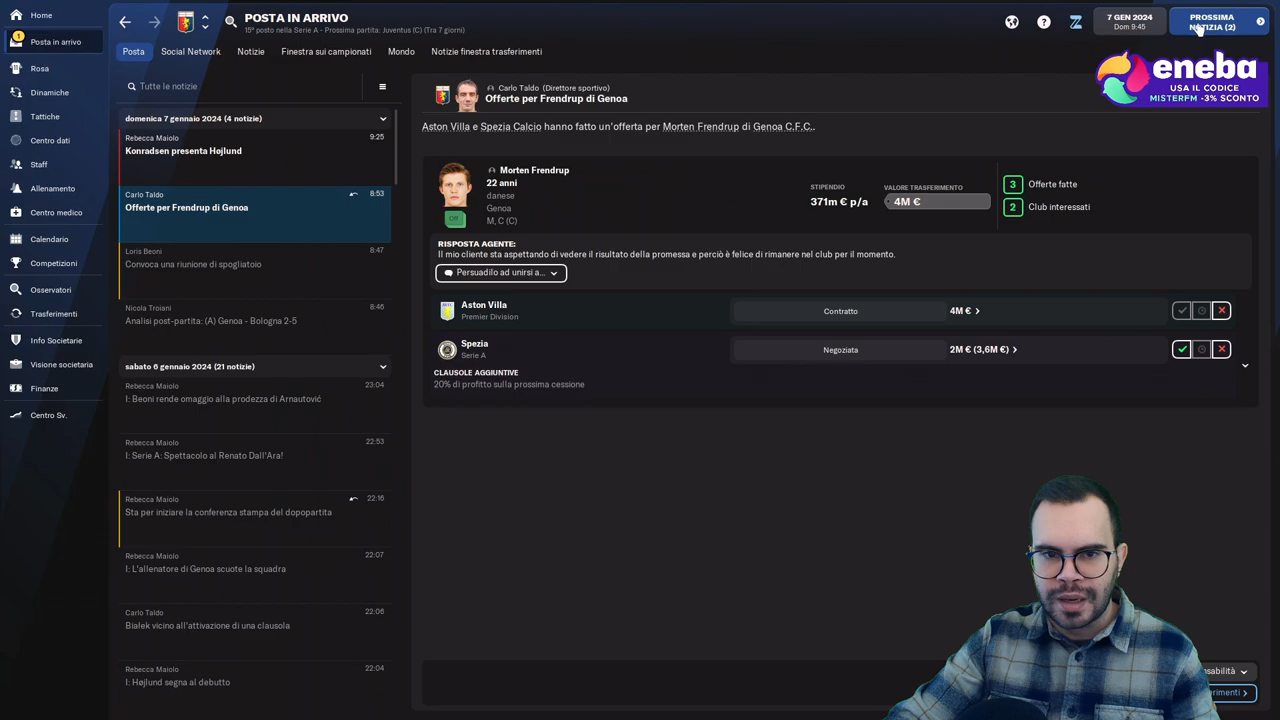 Home
POSTA IN ARRIVO
15° posto nella Serie A - Prossima partita: Juventus (C) (Tra 7 giorni)
7 GEN 2024
Dom 9:45
PROSSIMA
NOTIZIA (2)
1
Posta in arrivo
Rosa
Dinamiche
Tattiche
Centro dati
Staff
Allenamento
Centro medico
Calendario
Competizioni
Osservatori
Trasferimenti
Info Societarie
Visione societaria
Finanze
Centro Sv.
Posta
Social Network
Notizie
Finestra sui campionati
Mondo
Notizie finestra trasferimenti
eneba
USA IL CODICE
MISTERFM -3% SCONTO
Tutte le notizie
domenica 7 gennaio 2024 (4 notizie)
Rebecca Maiolo 9:25
Konradsen presenta Højlund
Carlo Taldo 8:53
Offerte per Frendrup di Genoa
Loris Beoni 8:47
Convoca una riunione di spogliatoio
Nicola Troiani 8:46
Analisi post-partita: (A) Genoa - Bologna 2-5
sabato 6 gennaio 2024 (21 notizie)
Rebecca Maiolo 23:04
I: Beoni rende omaggio alla prodezza di Arnautović
Rebecca Maiolo 22:53
I: Serie A: Spettacolo al Renato Dall'Ara!
Rebecca Maiolo 22:16
Sta per iniziare la conferenza stampa del dopopartita
Rebecca Maiolo 22:07
I: L'allenatore di Genoa scuote la squadra
Carlo Taldo 22:06
Białek vicino all'attivazione di una clausola
Rebecca Maiolo 22:04
I: Højlund segna al debutto
Carlo Taldo (Direttore sportivo)
Offerte per Frendrup di Genoa
Aston Villa e Spezia Calcio hanno fatto un'offerta per Morten Frendrup di Genoa C.F.C..
Morten Frendrup
22 anni
danese
Genoa
M, C (C)
Off
STIPENDIO
371m € p/a
VALORE TRASFERIMENTO
4M €
3 Offerte fatte
2 Club interessati
RISPOSTA AGENTE:
Il mio cliente sta aspettando di vedere il risultato della promessa e perciò è felice di rimanere nel club per il momento.
Persuadilo ad unirsi a...
Aston Villa
Premier Division
Contratto
4M €
Spezia
Serie A
Negoziata
2M € (3,6M €)
CLAUSOLE AGGIUNTIVE
20% di profitto sulla prossima cessione